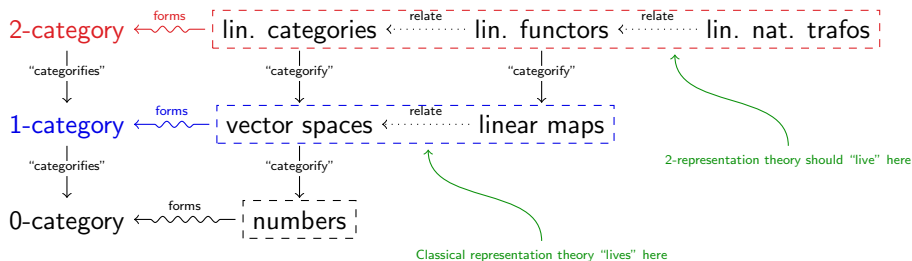 2-category forms lin. categories relate lin. functors relate lin. nat. trafos
“categorifies” “categorify” “categorify”
1-category forms vector spaces relate linear maps
2-representation theory should “live” here
“categorifies” “categorify”
0-category forms numbers
Classical representation theory “lives” here